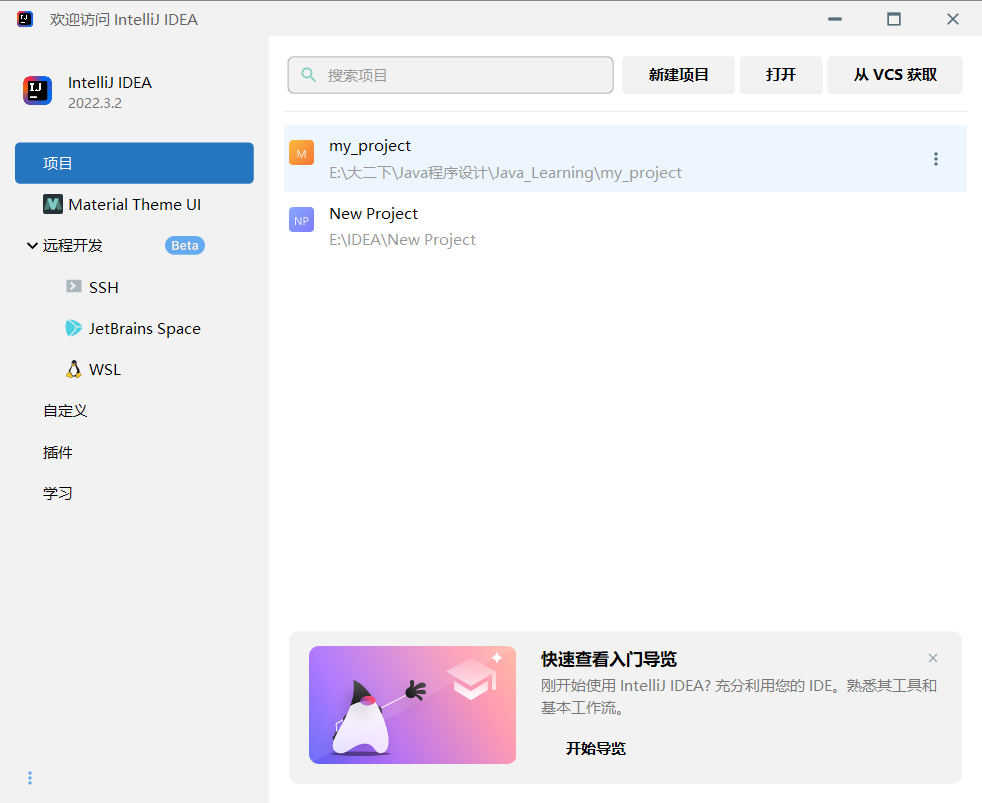 欢迎访问 IntelliJ IDEA
IntelliJ IDEA
2022.3.2
项目
Material Theme UI
远程开发 Beta
SSH
JetBrains Space
WSL
自定义
插件
学习
搜索项目
新建项目
打开
从 VCS 获取
M
my_project
E:\大二下\Java程序设计\Java_Learning\my_project
NP
New Project
E:\IDEA\New Project
快速查看入门导览
刚开始使用 IntelliJ IDEA? 充分利用您的 IDE。熟悉其工具和
基本工作流。
开始导览